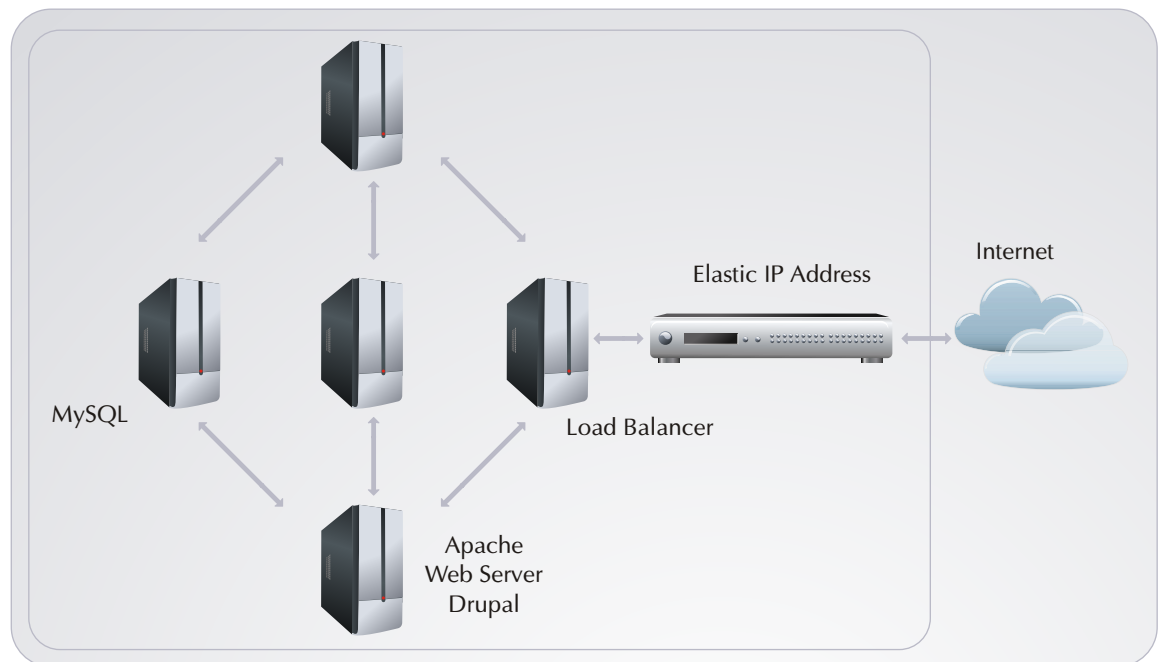 Internet
Elastic IP Address
MySQL
Load Balancer
Apache
Web Server
Drupal